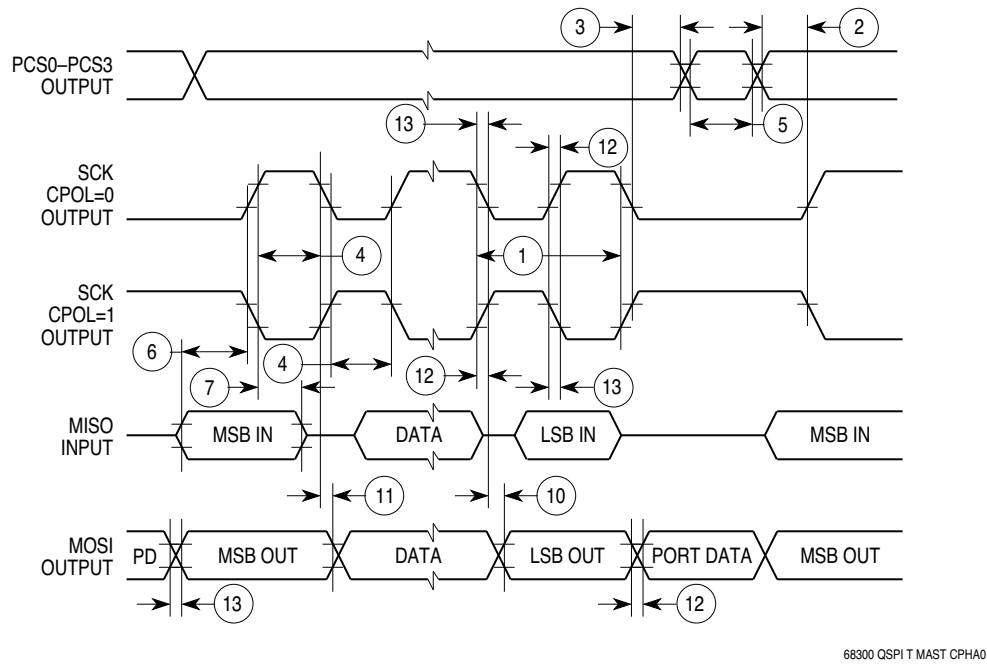 3
2
PCS0–PCS3
OUTPUT
5
13
12
SCK
CPOL=0
OUTPUT
4
1
SCK
CPOL=1
OUTPUT
6
4
12
13
7
MISO
INPUT
MSB IN
DATA
LSB IN
MSB IN
11
10
MOSI
OUTPUT
PD
MSB OUT
DATA
LSB OUT
PORT DATA
MSB OUT
13
12
68300 QSPI T MAST CPHA0